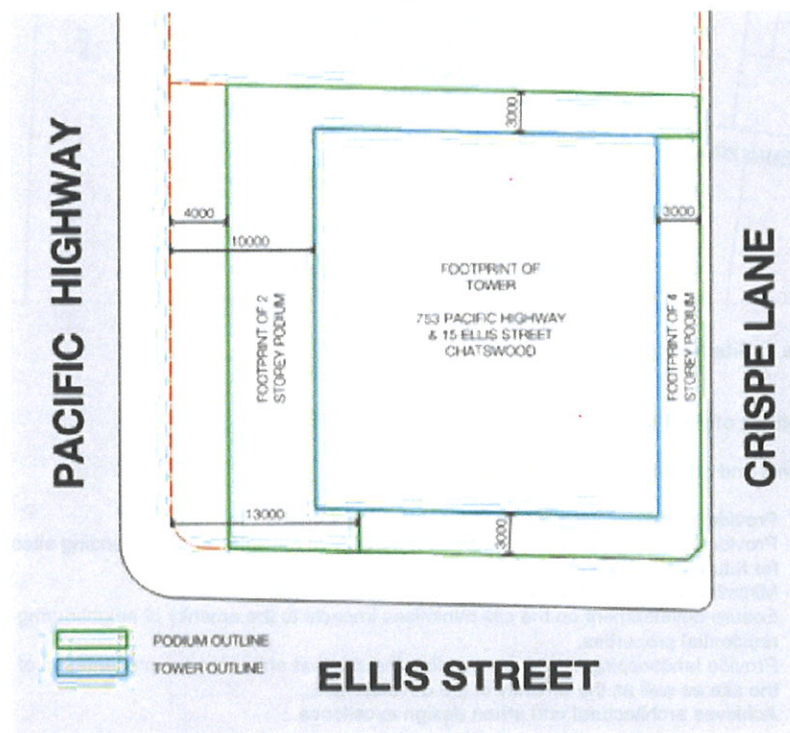 PACIFIC HIGHWAY
3000
4000
3000
10000
FOOTPRINT OF
TOWER
753 PACIFIC HIGHWAY
& 15 ELLIS STREET
CHATSWOOD
FOOTPRINT OF 2
STOREY PODIUM
FOOTPRINT OF 4
STOREY PODIUM
CRISPE LANE
13000
3000
PODIUM OUTLINE
TOWER OUTLINE
ELLIS STREET